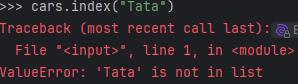 >>> cars.index("Tata")
Traceback (most recent call last):
  File "<input>", line 1, in <module>
ValueError: 'Tata' is not in list